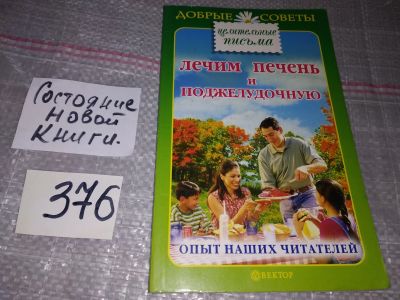 ДОБРЫЕ СОВЕТЫ
целительные
письма
ЛЕЧИМ ПЕЧЕНЬ
и
ПОДЖЕЛУДОЧНУЮ
ОПЫТ НАШИХ ЧИТАТЕЛЕЙ
ВЕКТОР
Состояние
новой
книги.
376